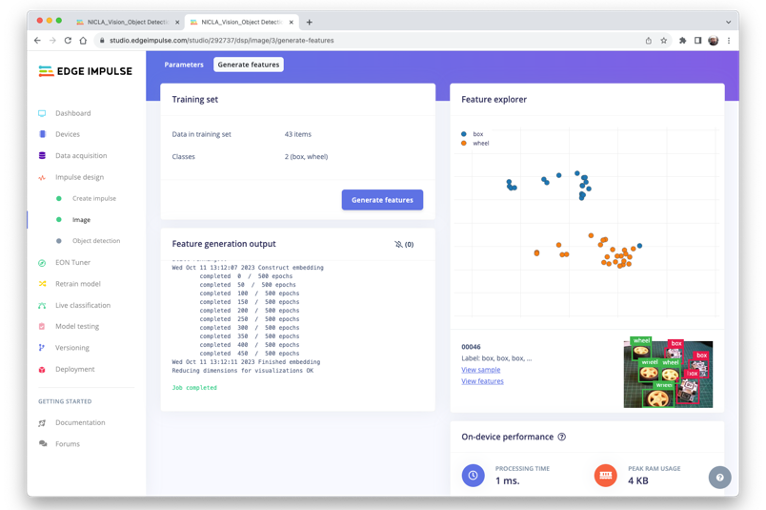 NICLA_Vision_Object Detectio
NICLA_Vision_Object Detectio
studio.edgeimpulse.com/studio/292737/dsp/image/3/generate-features
EDGE IMPULSE
Dashboard
Devices
Data acquisition
Impulse design
Create impulse
Image
Object detection
EON Tuner
Retrain model
Live classification
Model testing
Versioning
Deployment
GETTING STARTED
Documentation
Forums
Parameters
Generate features
Training set
Data in training set 43 items
Classes 2 (box, wheel)
Generate features
Feature generation output
(0)
Wed Oct 11 13:12:07 2023 Construct embedding
completed 0 / 500 epochs
completed 50 / 500 epochs
completed 100 / 500 epochs
completed 150 / 500 epochs
completed 200 / 500 epochs
completed 250 / 500 epochs
completed 300 / 500 epochs
completed 350 / 500 epochs
completed 400 / 500 epochs
completed 450 / 500 epochs
Wed Oct 11 13:12:11 2023 Finished embedding
Reducing dimensions for visualizations OK
Job completed
Feature explorer
box
wheel
00046
Label: box, box, box, ...
View sample
View features
wheel
box
box
wheel
wheel
box
wheel
On-device performance
PROCESSING TIME
1 ms.
PEAK RAM USAGE
4 KB